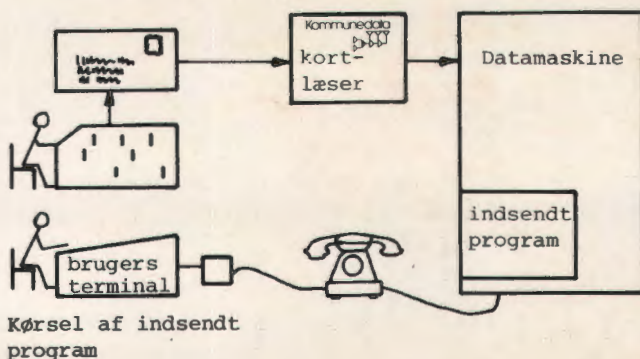 Kommunedata
kort-
læser
Datamaskine
indsendt
program
brugers
terminal
Kørsel af indsendt
program